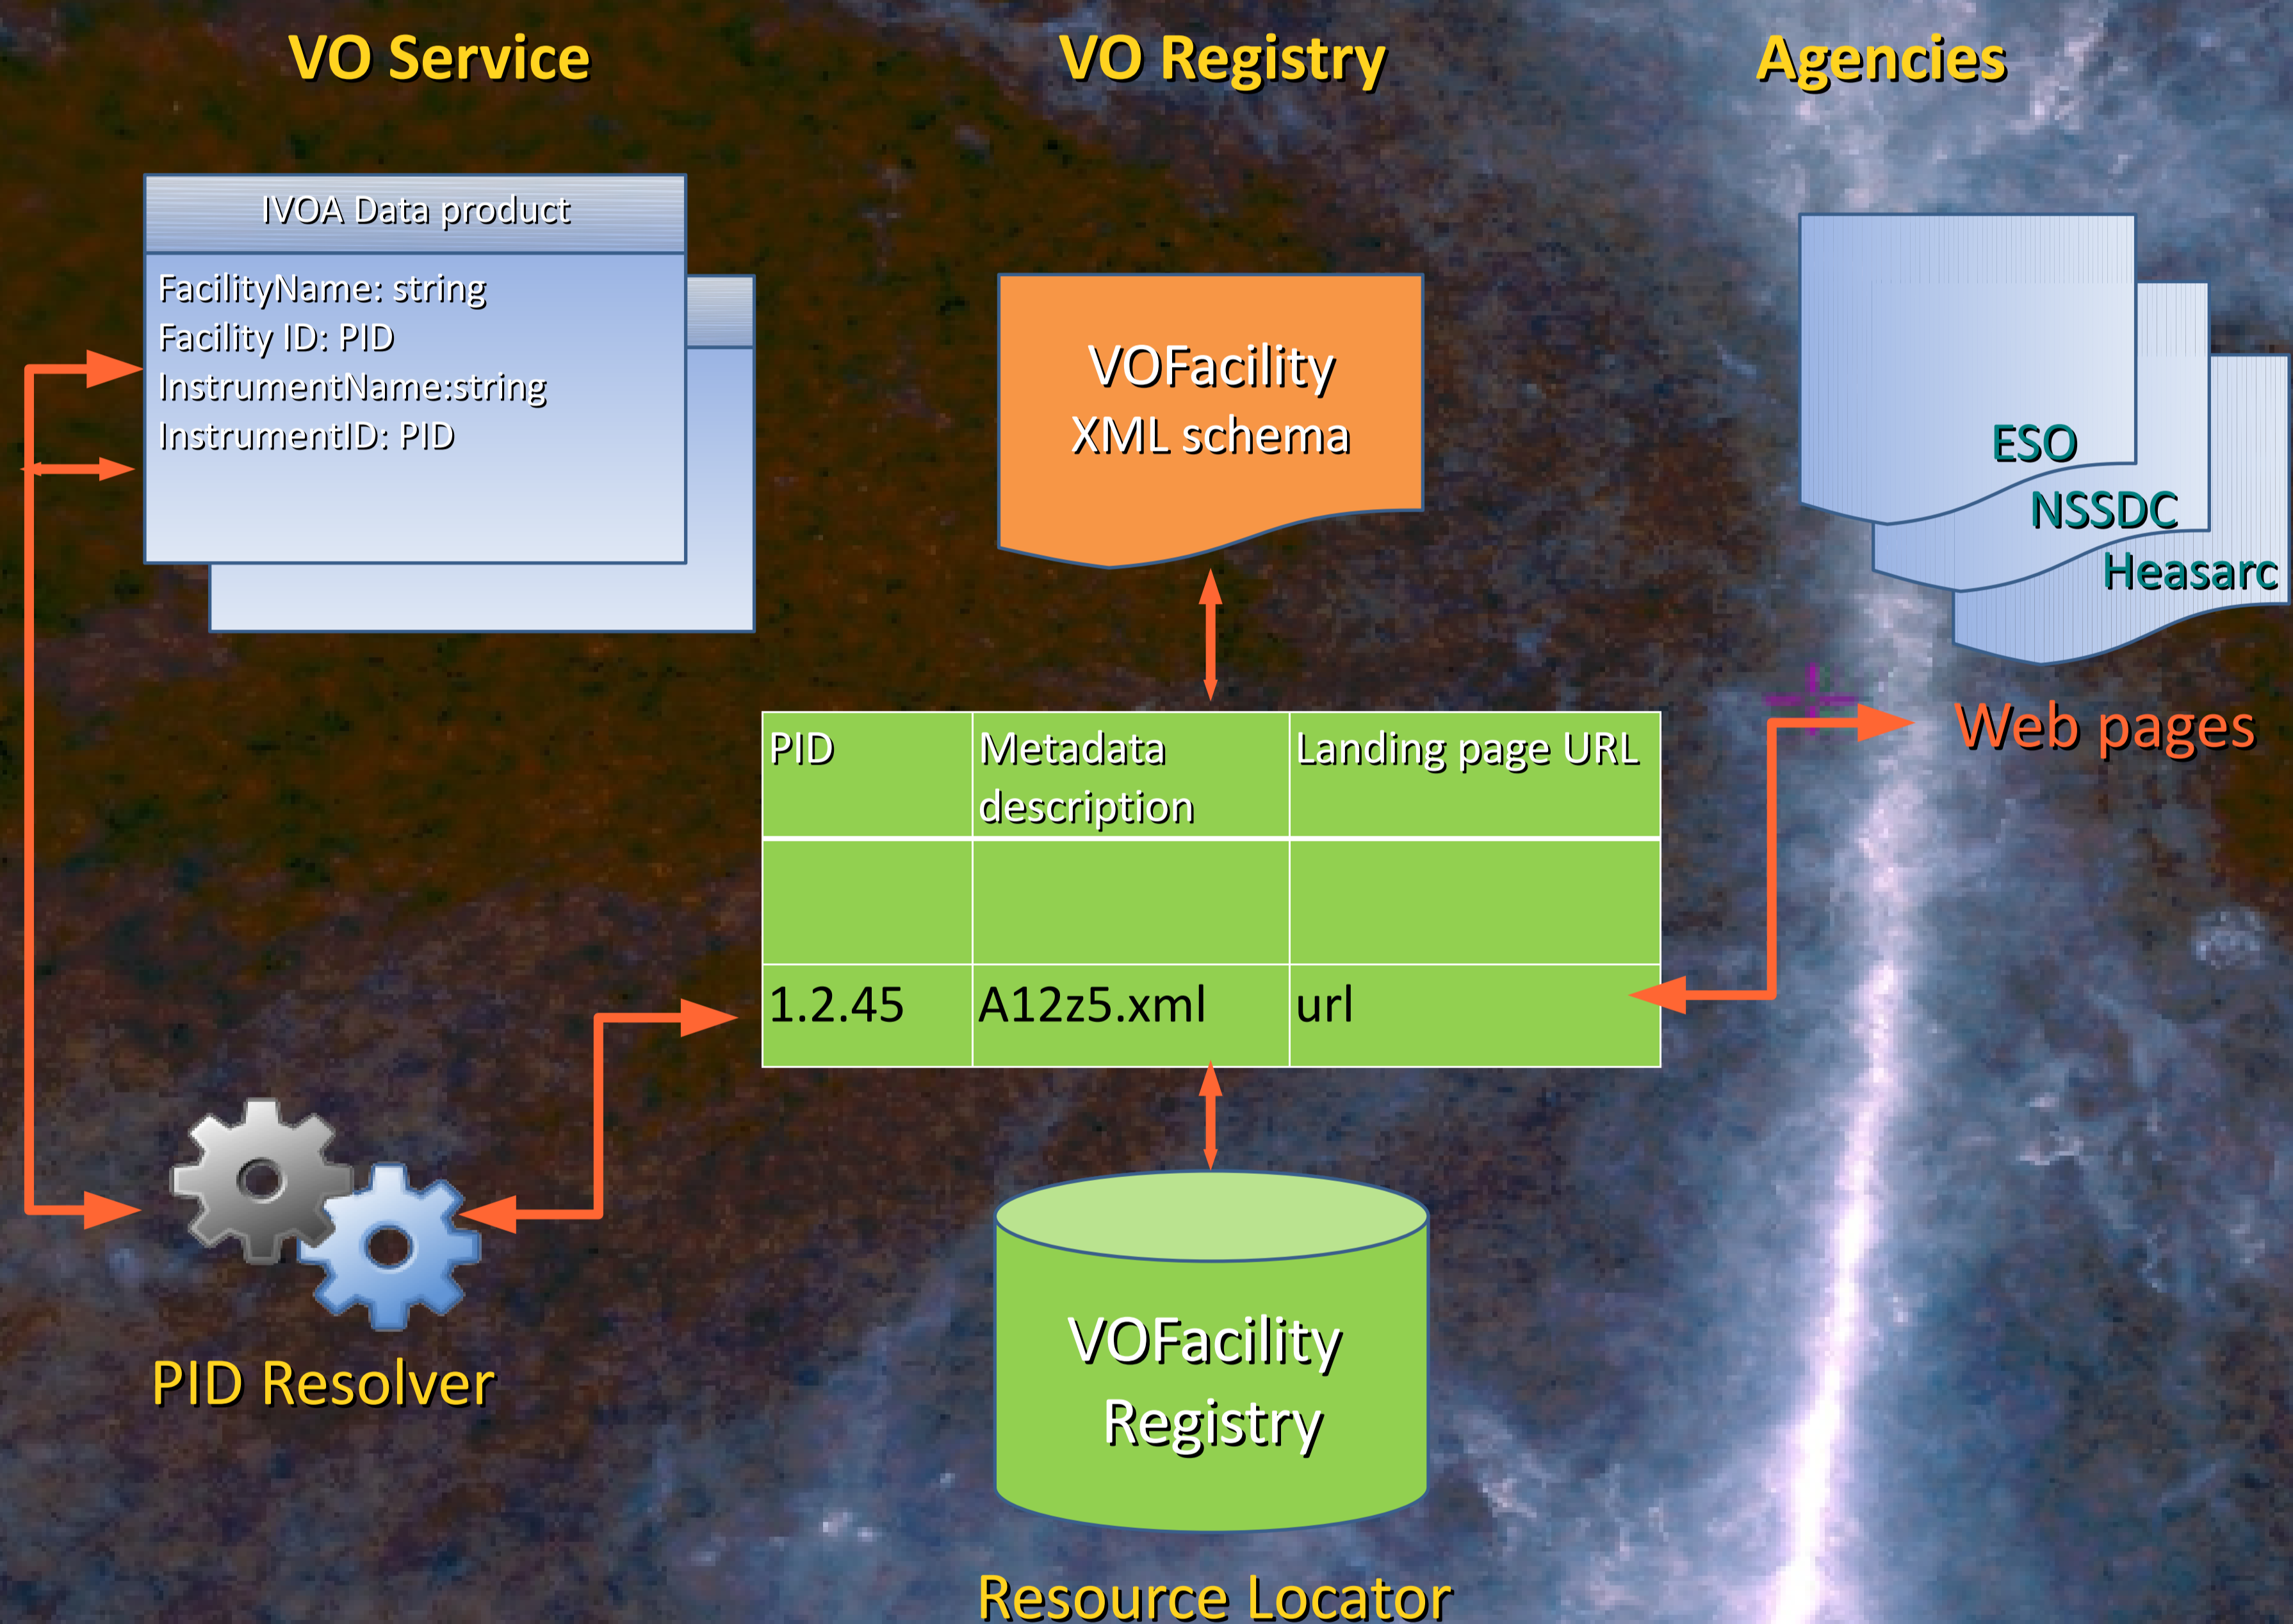 VO Service
VO Registry
Agencies
IVOA Data product
FacilityName: string
Facility ID: PID
InstrumentName:string
InstrumentID: PID
VOFacility
XML schema
ESO
NSSDC
Heasarc
Web pages
PID
Metadata
description
Landing page URL
1.2.45
A12z5.xml
url
PID Resolver
VOFacility
Registry
Resource Locator